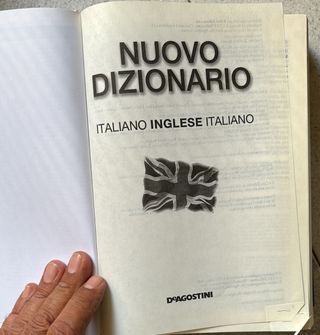 NUOVO
DIZIONARIO
ITALIANO INGLESE ITALIANO
DEAGOSTINI